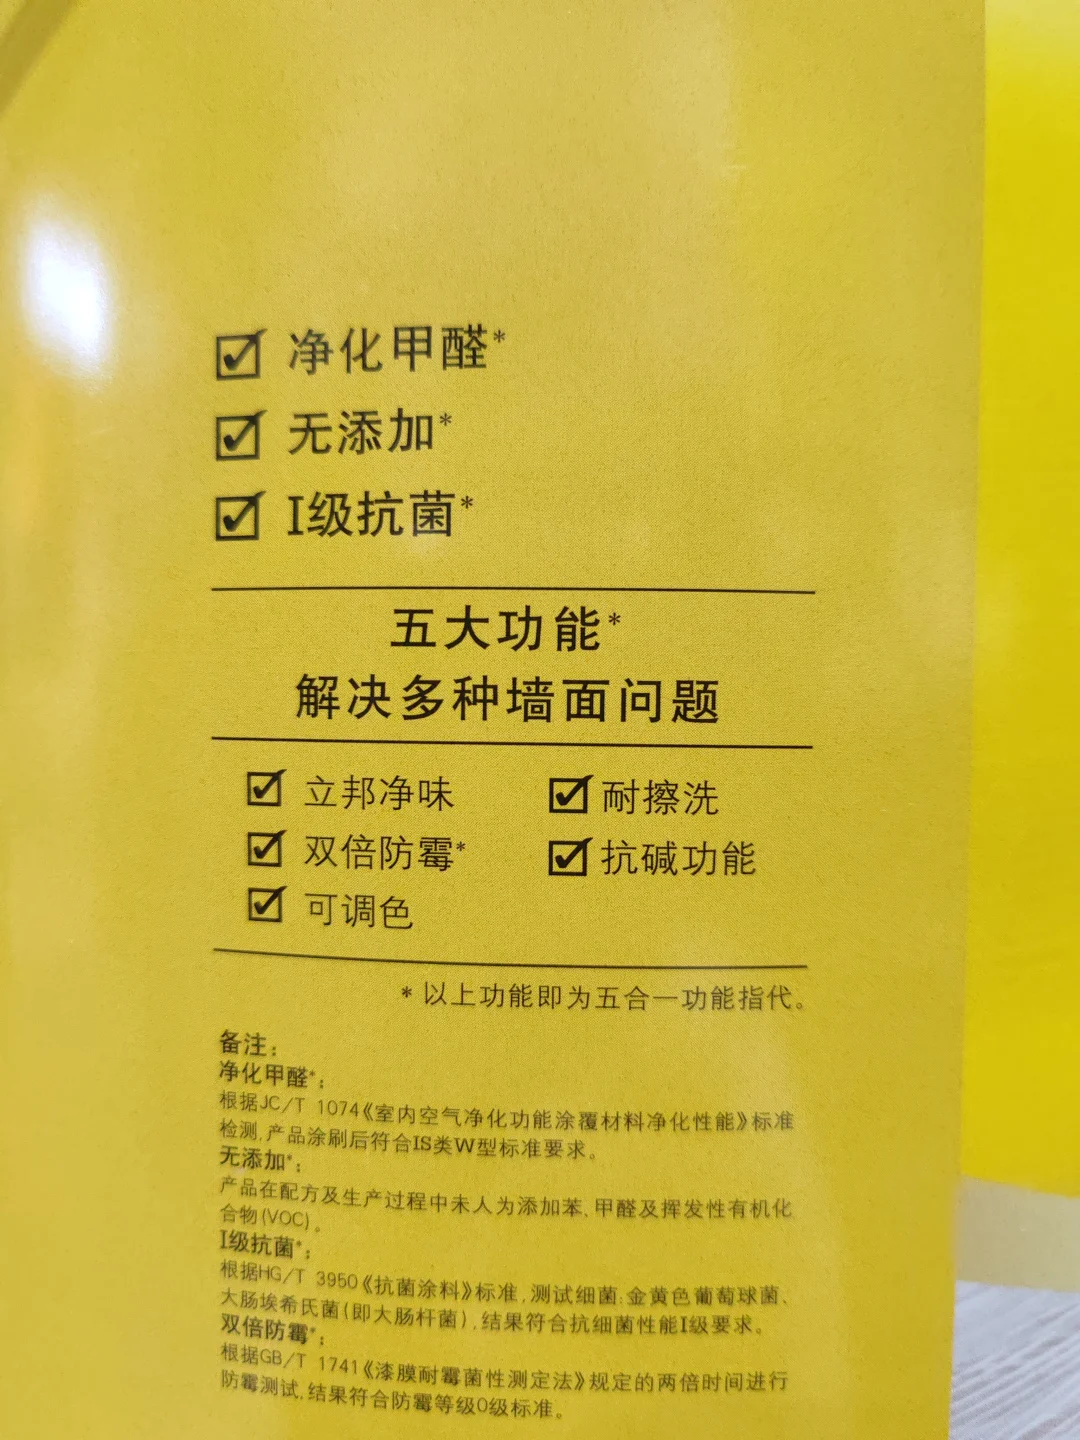 净化甲醛*
无添加*
I级抗菌*
五大功能*
解决多种墙面问题
立邦净味 耐擦洗
双倍防霉* 抗碱功能
可调色
*以上功能即为五合一功能指代。
备注：
净化甲醛*：
根据JC/T 1074《室内空气净化功能涂覆材料净化性能》标准
检测,产品涂刷后符合IS类W型标准要求。
无添加*：
产品在配方及生产过程中未人为添加苯、甲醛及挥发性有机化
合物(VOC)。
I级抗菌*：
根据HG/T 3950《抗菌涂料》标准,测试细菌:金黄色葡萄球菌、
大肠埃希氏菌(即大肠杆菌),结果符合抗细菌性能I级要求。
双倍防霉*：
根据GB/T 1741《漆膜耐霉菌性测定法》规定的两倍时间进行
防霉测试,结果符合防霉等级0级标准。